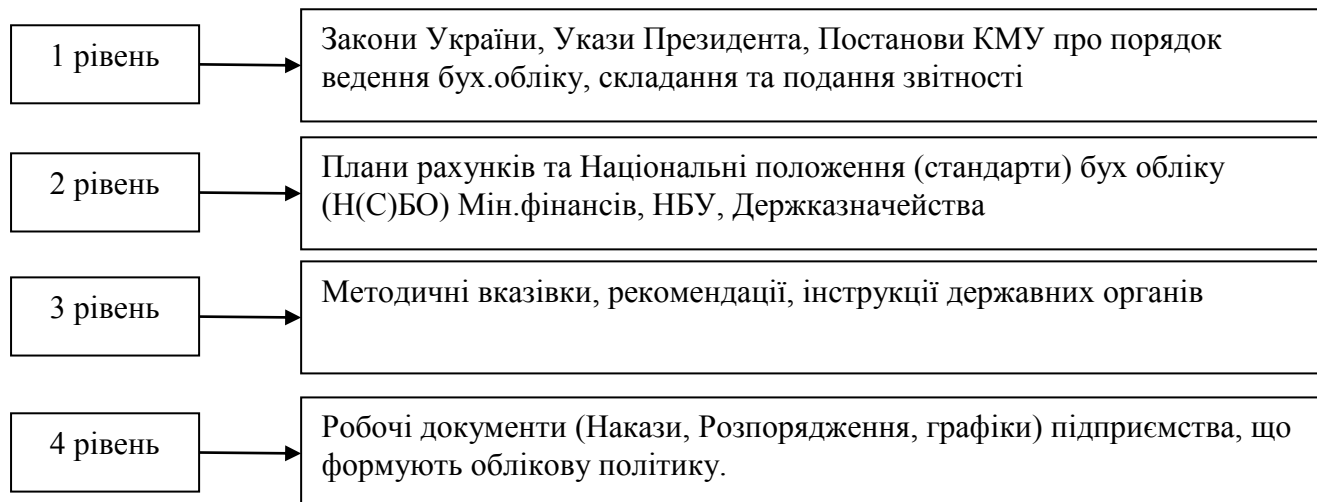 1 рівень
Закони України, Укази Президента, Постанови КМУ про порядок
ведення бух.обліку, складання та подання звітності
2 рівень
Плани рахунків та Національні положення (стандарти) бух обліку
(Н(С)БО) Мін.фінансів, НБУ, Держказначейства
3 рівень
Методичні вказівки, рекомендації, інструкції державних органів
4 рівень
Робочі документи (Накази, Розпорядження, графіки) підприємства, що
формують облікову політику.